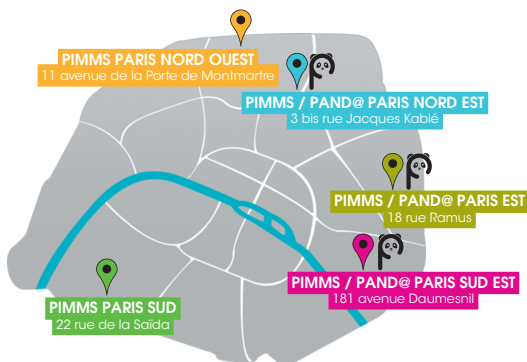 PIMMS PARIS NORD OUEST
11 avenue de la Porte de Montmartre
PIMMS / PAND@ PARIS NORD EST
3 bis rue Jacques Kablé
PIMMS / PAND@ PARIS EST
18 rue Ramus
PIMMS / PAND@ PARIS SUD EST
181 avenue Daumesnil
PIMMS PARIS SUD
22 rue de la Saïda